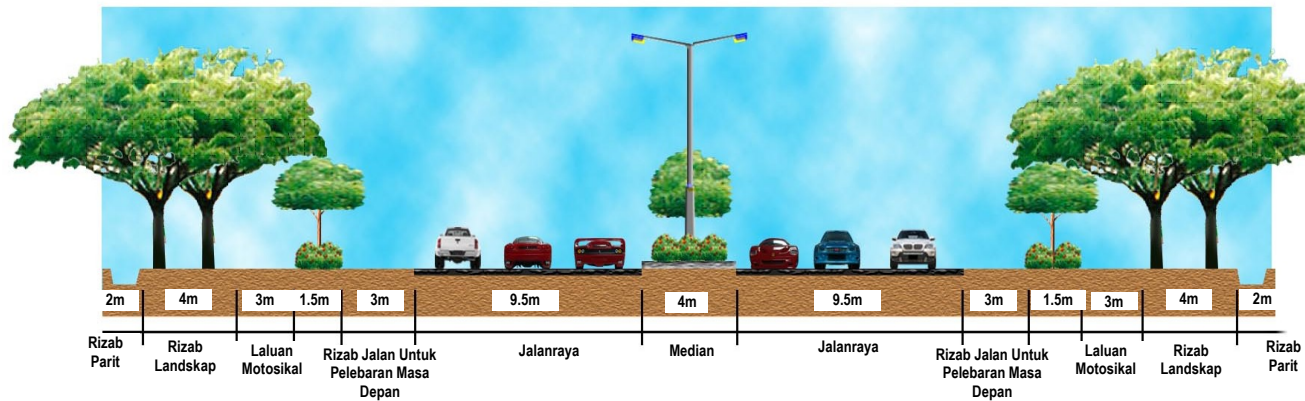 2m 4m 3m 1.5m 3m 9.5m 4m 9.5m 3m 1.5m 3m 4m 2m
Rizab
Parit
Rizab
Landskap
Laluan
Motosikal
Rizab Jalan Untuk
Pelebaran Masa
Depan
Jalanraya
Median
Jalanraya
Rizab Jalan Untuk
Pelebaran Masa
Depan
Laluan
Motosikal
Rizab
Landskap
Rizab
Parit